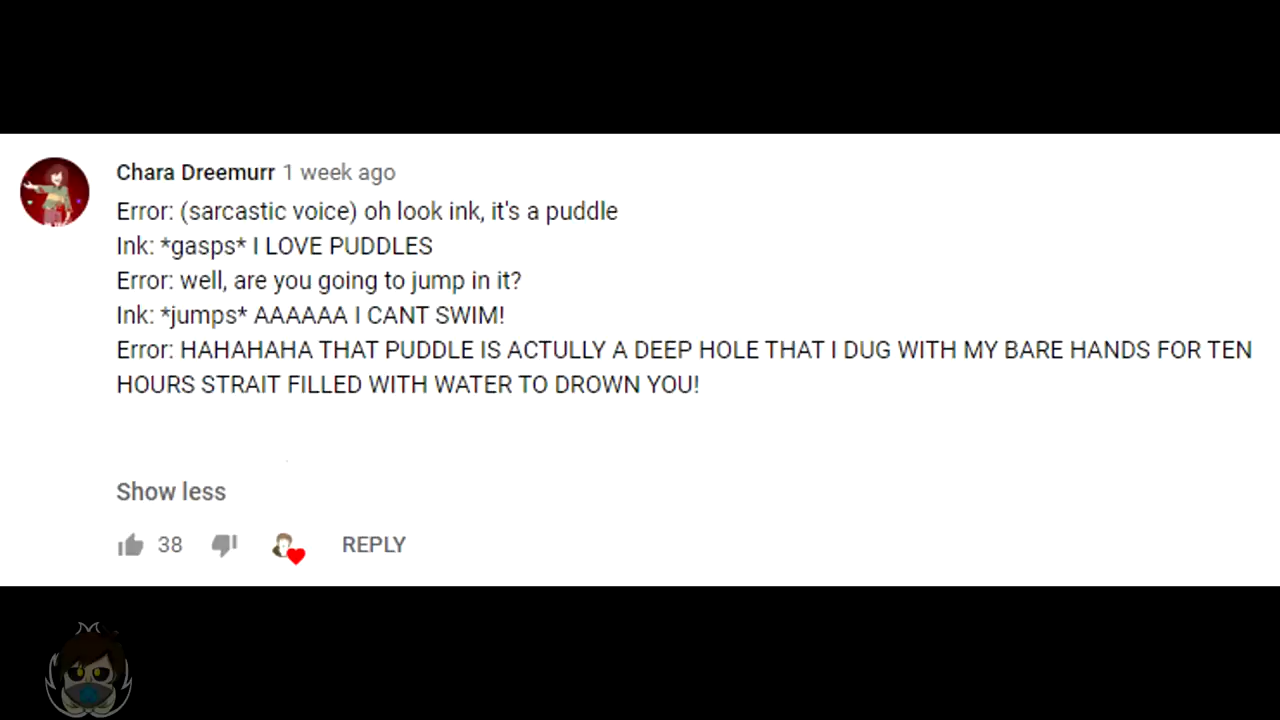 Chara Dreemurr 1 week ago
Error: (sarcastic voice) oh look ink, it's a puddle
Ink: *gasps* I LOVE PUDDLES
Error: well, are you going to jump in it?
Ink: *jumps* AAAAAA I CANT SWIM!
Error: HAHAHAHA THAT PUDDLE IS ACTULLY A DEEP HOLE THAT I DUG WITH MY BARE HANDS FOR TEN
HOURS STRAIT FILLED WITH WATER TO DROWN YOU!
Show less
38 REPLY